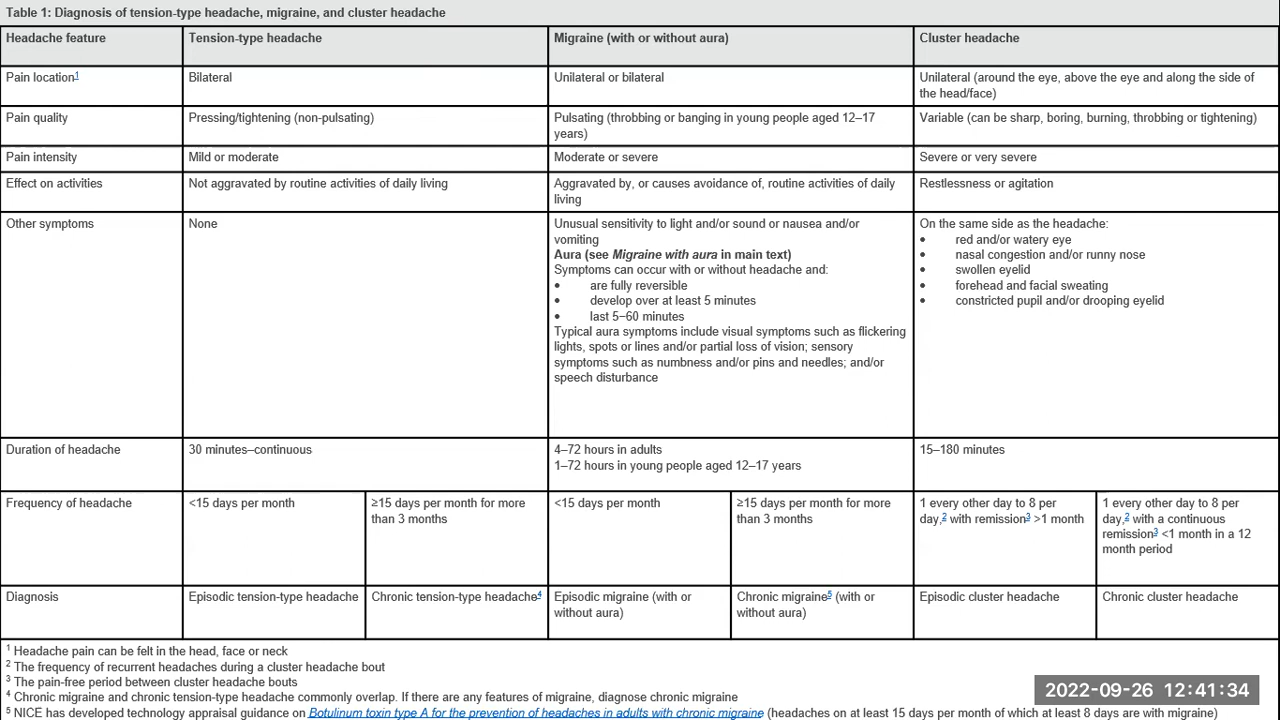 Table 1: Diagnosis of tension-type headache, migraine, and cluster headache
Headache feature
Tension-type headache
Migraine (with or without aura)
Cluster headache
Pain location1
Bilateral
Unilateral or bilateral
Unilateral (around the eye, above the eye and along the side of
the head/face)
Pain quality
Pressing/tightening (non-pulsating)
Pulsating (throbbing or banging in young people aged 12–17
years)
Variable (can be sharp, boring, burning, throbbing or tightening)
Pain intensity
Mild or moderate
Moderate or severe
Severe or very severe
Effect on activities
Not aggravated by routine activities of daily living
Aggravated by, or causes avoidance of, routine activities of daily
living
Restlessness or agitation
Other symptoms
None
Unusual sensitivity to light and/or sound or nausea and/or
vomiting
Aura (see Migraine with aura in main text)
Symptoms can occur with or without headache and:
• are fully reversible
• develop over at least 5 minutes
• last 5−60 minutes
Typical aura symptoms include visual symptoms such as flickering
lights, spots or lines and/or partial loss of vision; sensory
symptoms such as numbness and/or pins and needles; and/or
speech disturbance
On the same side as the headache:
• red and/or watery eye
• nasal congestion and/or runny nose
• swollen eyelid
• forehead and facial sweating
• constricted pupil and/or drooping eyelid
Duration of headache
30 minutes–continuous
4–72 hours in adults
1–72 hours in young people aged 12–17 years
15–180 minutes
Frequency of headache
<15 days per month
≥15 days per month for more
than 3 months
<15 days per month
≥15 days per month for more
than 3 months
1 every other day to 8 per
day,2 with remission3 >1 month
1 every other day to 8 per
day,2 with a continuous
remission3 <1 month in a 12
month period
Diagnosis
Episodic tension-type headache
Chronic tension-type headache4
Episodic migraine (with or
without aura)
Chronic migraine5 (with or
without aura)
Episodic cluster headache
Chronic cluster headache
1 Headache pain can be felt in the head, face or neck
2 The frequency of recurrent headaches during a cluster headache bout
3 The pain-free period between cluster headache bouts
4 Chronic migraine and chronic tension-type headache commonly overlap. If there are any features of migraine, diagnose chronic migraine
5 NICE has developed technology appraisal guidance on Botulinum toxin type A for the prevention of headaches in adults with chronic migraine (headaches on at least 15 days per month of which at least 8 days are with migraine)
2022-09-26 12:41:34